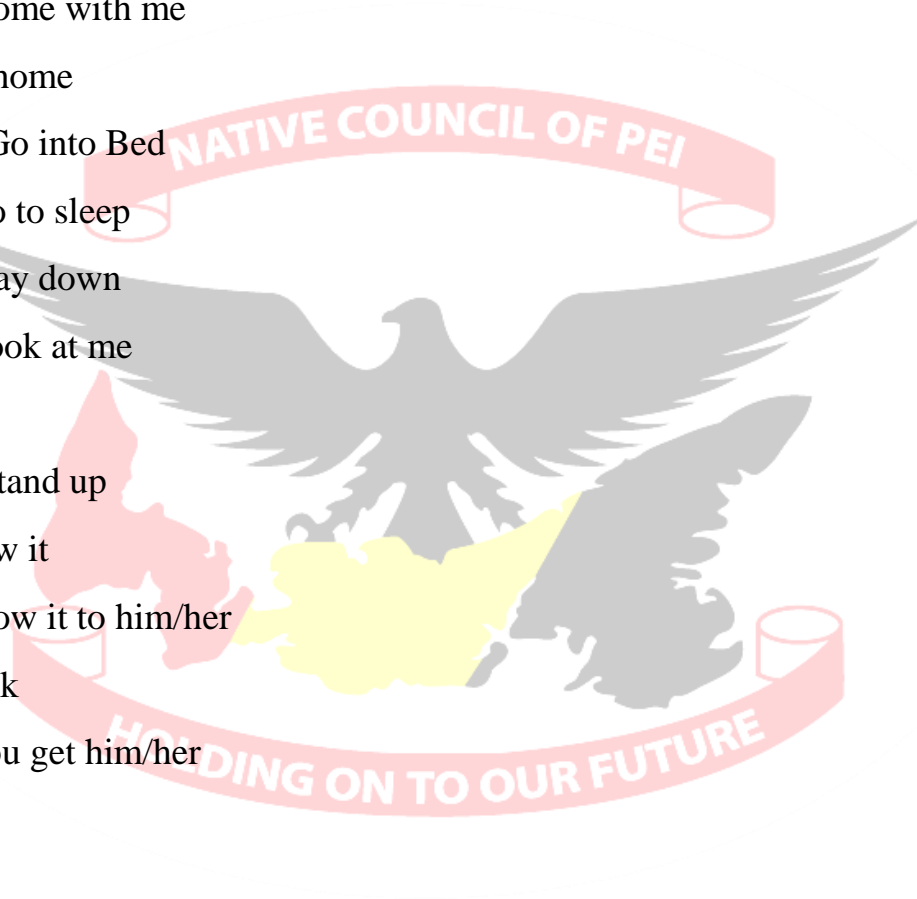 ome with me
home
Go into Bed
NATIVE COUNCIL OF PEI
o to sleep
ay down
ook at me
tand up
w it
ow it to him/her
k
ou get him/her
HOLDING ON TO OUR FUTURE